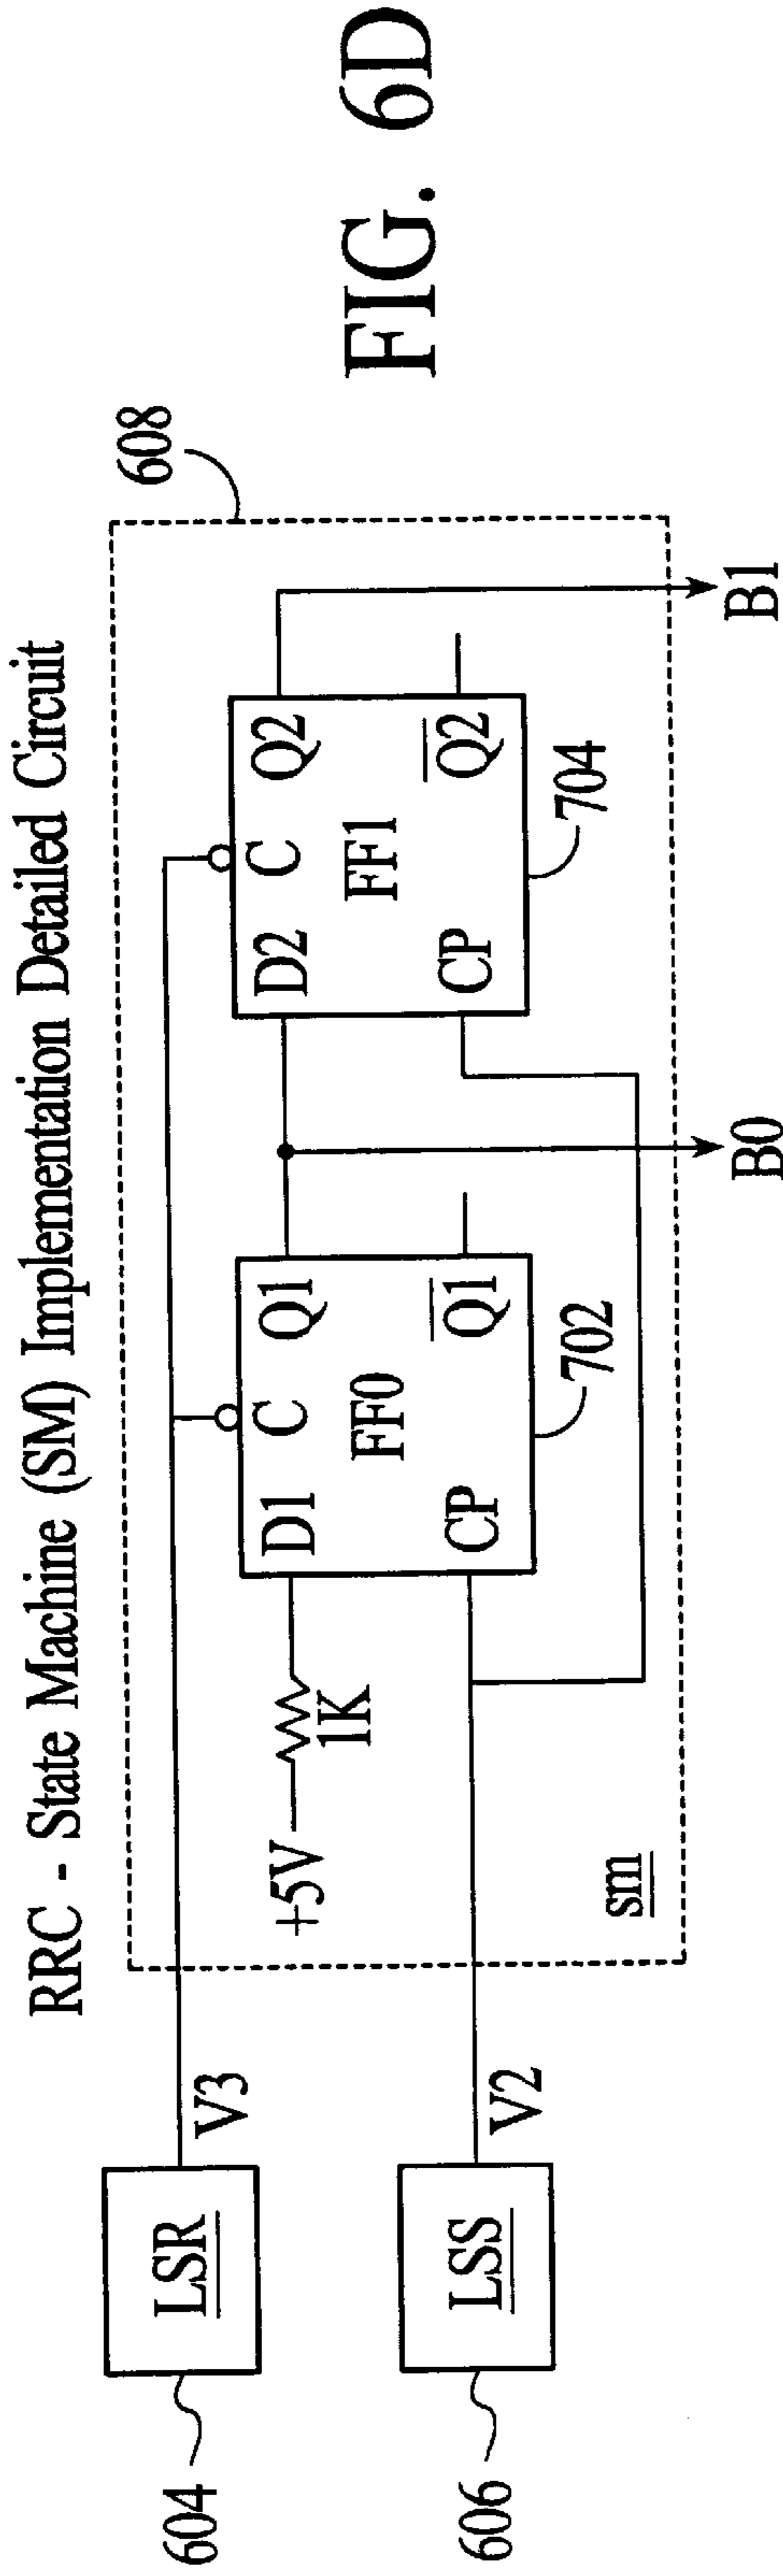 RRC - State Machine (SM) Implementation Detailed Circuit
608
604
LSR
V3
C
C
D1
Q1
D2
Q2
+5V
1K
FF0
FF1
CP
Q1
CP
Q2
702
704
606
LSS
V2
sm
B0
B1
FIG. 6D